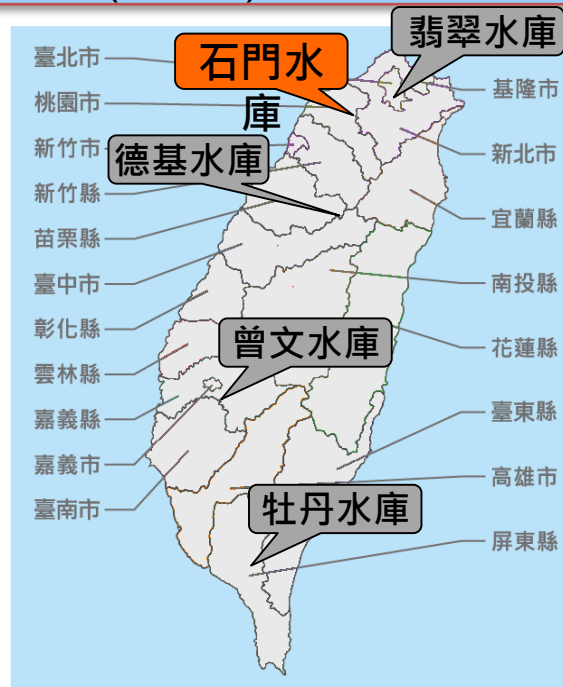 翡翠水庫
石門水
庫
德基水庫
曾文水庫
牡丹水庫
臺北市
桃園市
新竹市
新竹縣
苗栗縣
臺中市
彰化縣
雲林縣
嘉義縣
嘉義市
臺南市
基隆市
新北市
宜蘭縣
南投縣
花蓮縣
臺東縣
高雄市
屏東縣